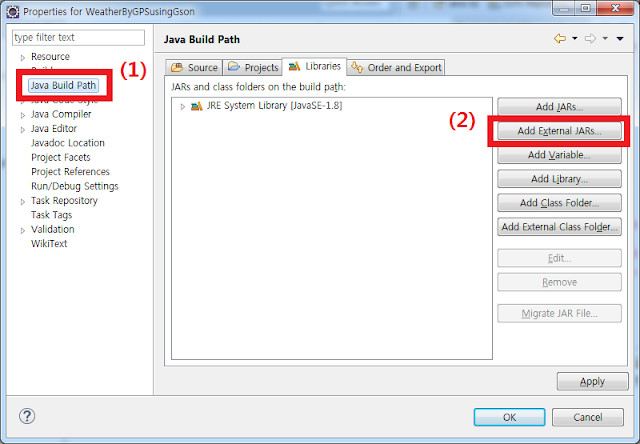 Properties for WeatherByGPSusingGson
type filter text
Resource
Java Build Path
Java Code Style
Java Compiler
Java Editor
Javadoc Location
Project Facets
Project References
Run/Debug Settings
Task Repository
Task Tags
Validation
WikiText
(1)
Java Build Path
Source Projects Libraries Order and Export
JARs and class folders on the build path:
JRE System Library [JavaSE-1.8]
(2)
Add JARs...
Add External JARs...
Add Variable...
Add Library...
Add Class Folder...
Add External Class Folder...
Edit...
Remove
Migrate JAR File...
Apply
?
OK
Cancel